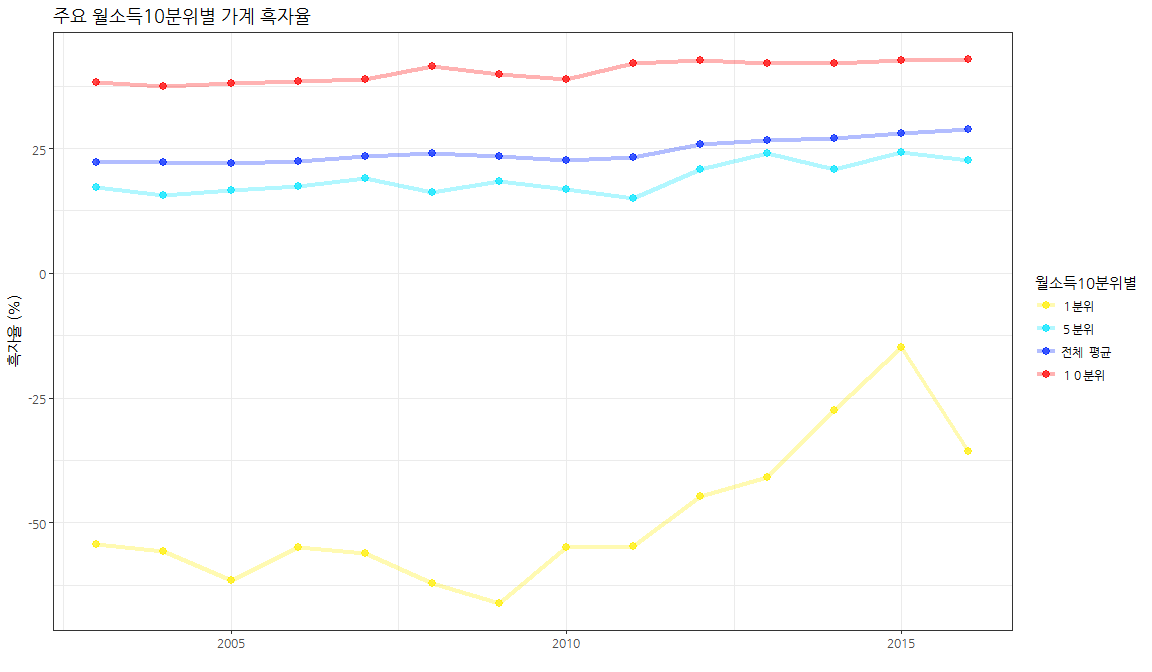 주요 월소득10분위별 가계 흑자율
흑자율 (%)
25
0
-25
-50
2005
2010
2015
월소득10분위별
1분위
5분위
전체 평균
1 0분위